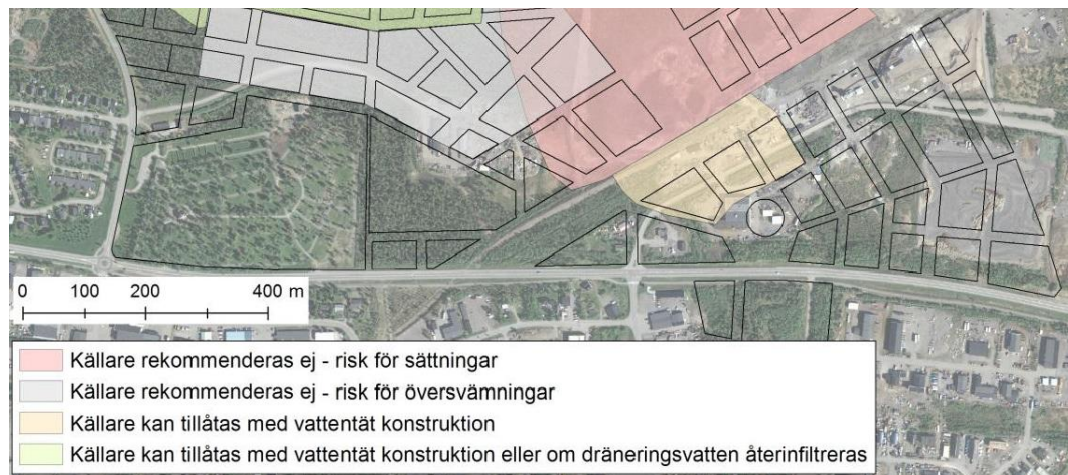 0 100 200 400 m
Källare rekommenderas ej - risk för sättningar
Källare rekommenderas ej - risk för översvämningar
Källare kan tillåtas med vattentät konstruktion
Källare kan tillåtas med vattentät konstruktion eller om dräneringsvatten återinfiltreras